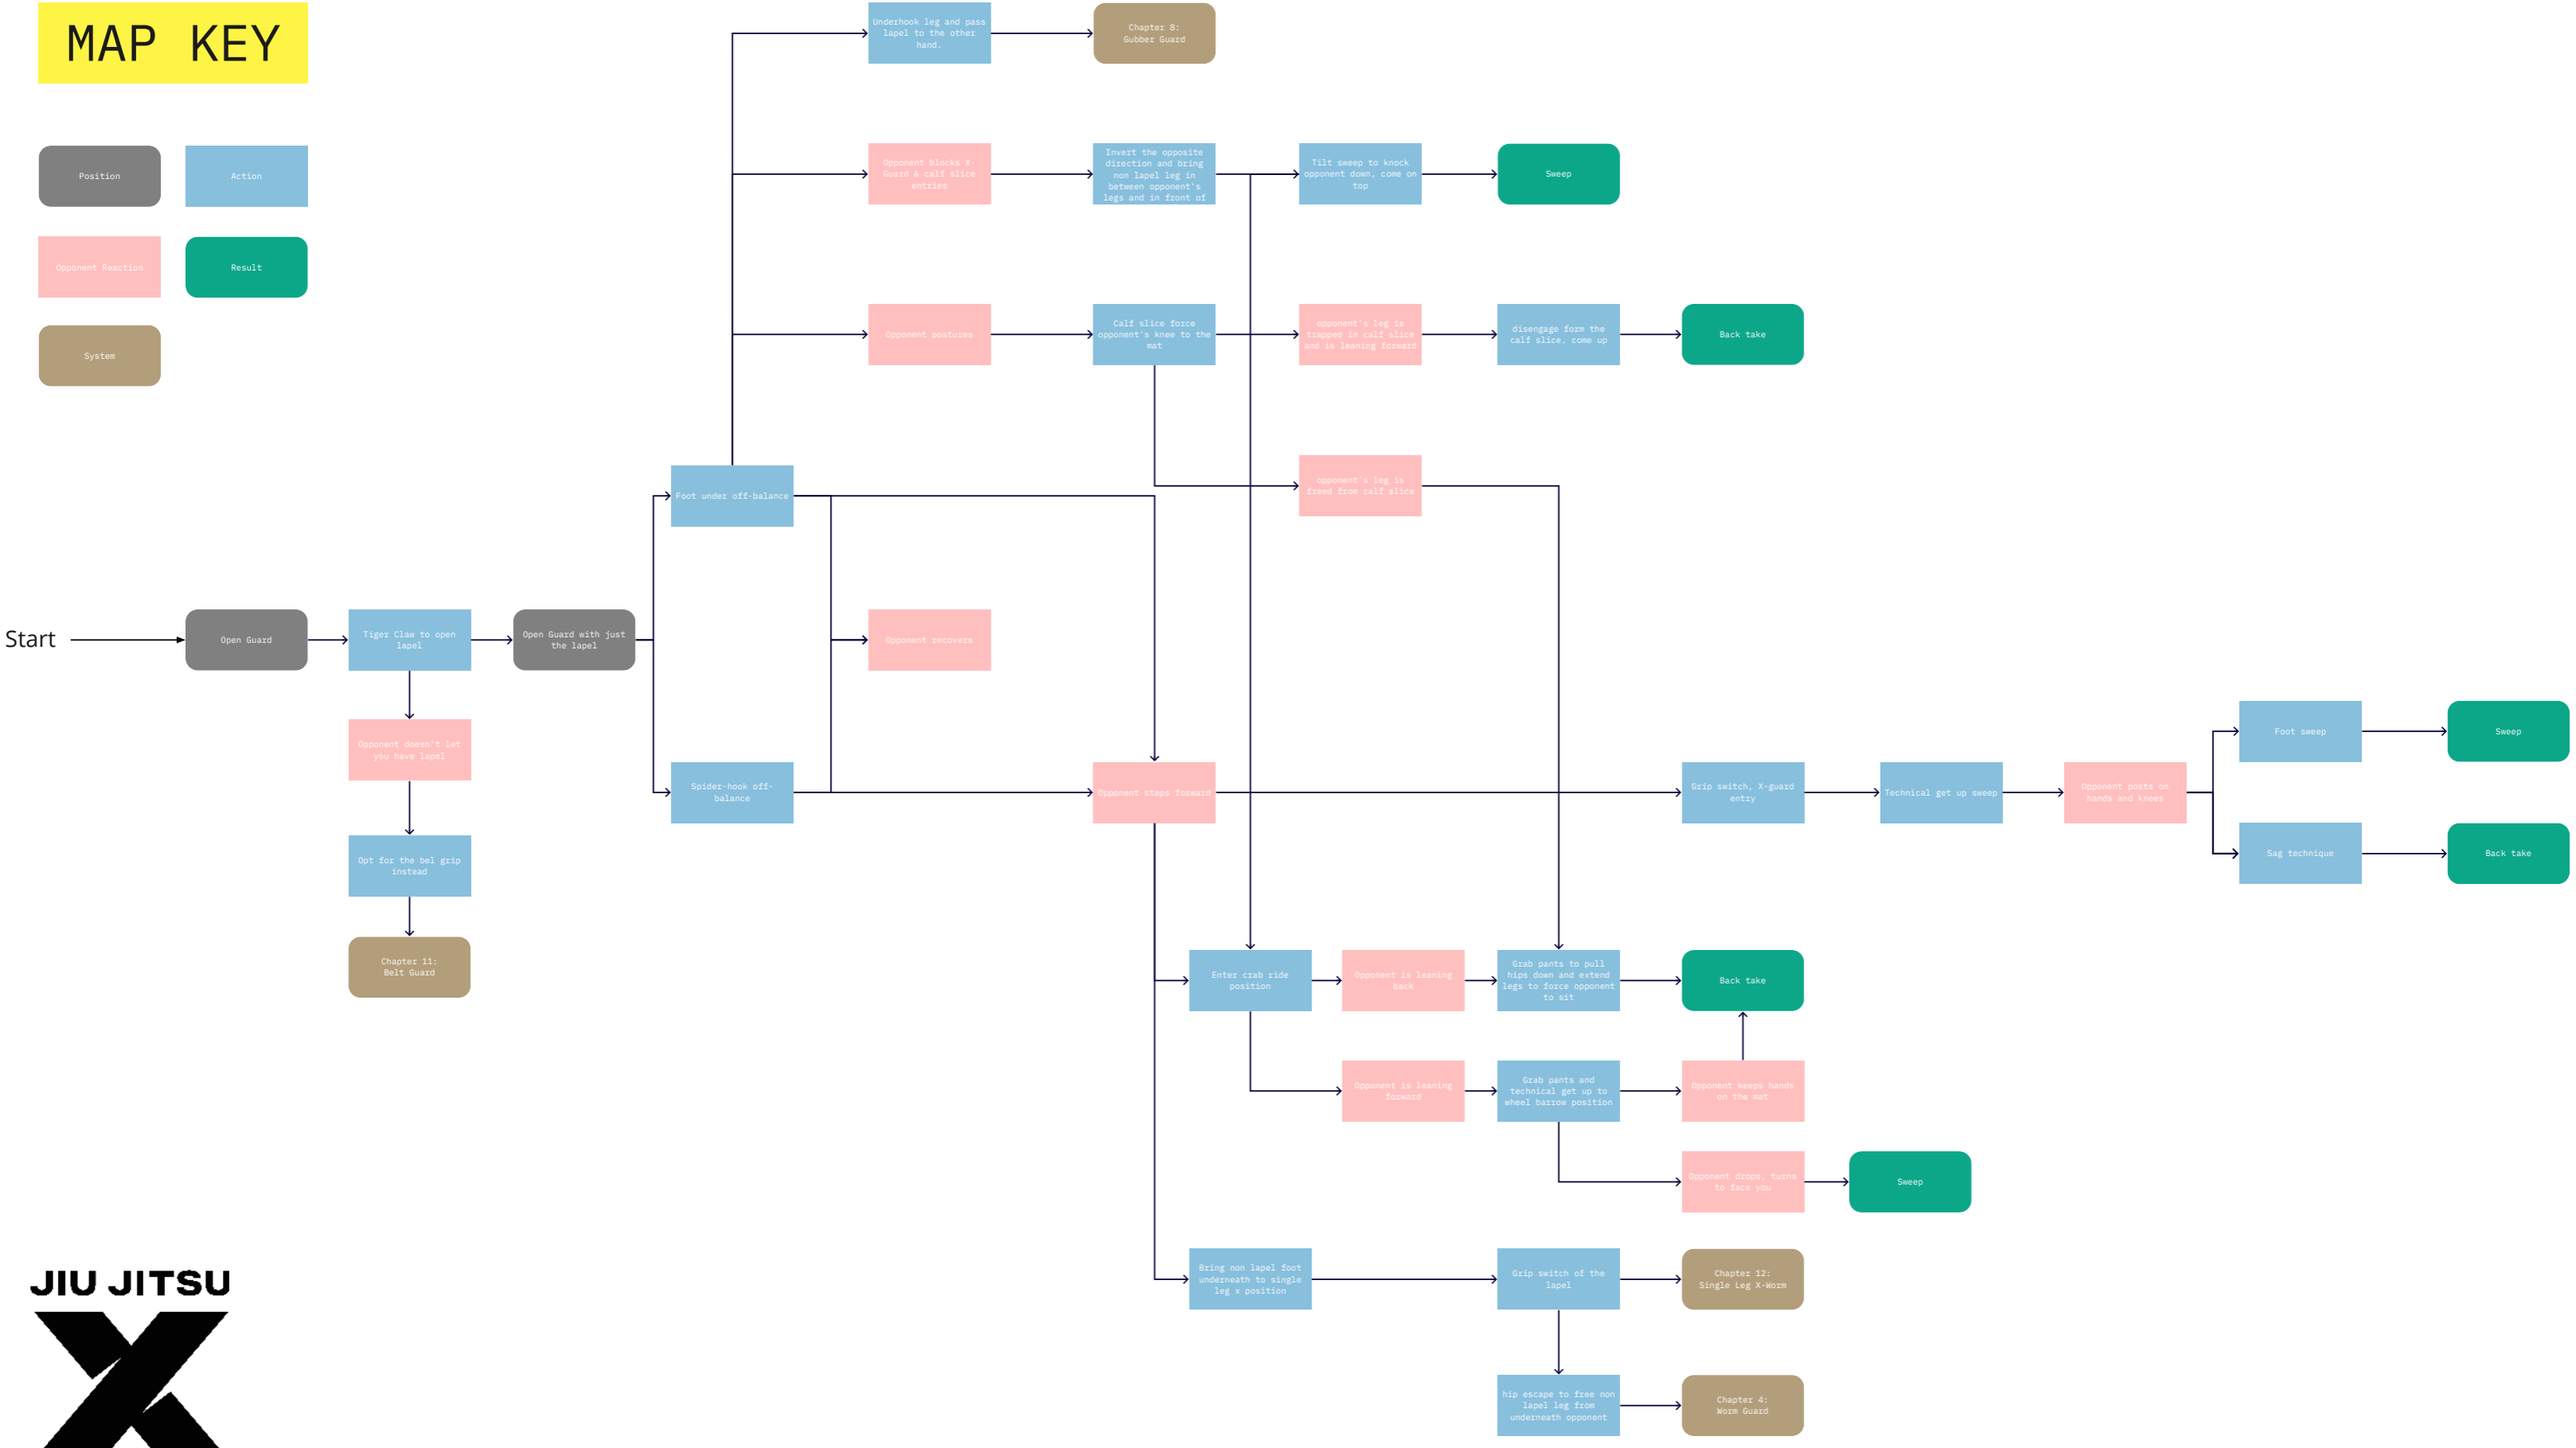 MAP KEY
Position
Action
Opponent Reaction
Result
System
Underhook leg and pass
lapel to the other
hand.
Chapter 8:
Gubber Guard
Opponent blocks X-
Guard & calf slice
entries
Invert the opposite
direction and bring
non lapel leg in
between opponent's
legs and in front of
Tilt sweep to knock
opponent down, come on
top
Sweep
Opponent postures
Calf slice force
opponent's knee to the
mat
opponent's leg is
trapped in calf slice
and is leaning forward
disengage form the
calf slice, come up
Back take
Foot under off-balance
opponent's leg is
freed from calf slice
Start
Open Guard
Tiger Claw to open
lapel
Open Guard with just
the lapel
Opponent recovers
Opponent doesn't let
you have lapel
Opt for the bel grip
instead
Chapter 11:
Belt Guard
Spider-hook off-
balance
Opponent steps forward
Grip switch, X-guard
entry
Technical get up sweep
Opponent posts on
hands and knees
Foot sweep
Sweep
Sag technique
Back take
Enter crab ride
position
Opponent is leaning
back
Grab pants to pull
hips down and extend
legs to force opponent
to sit
Back take
Opponent is leaning
forward
Grab pants and
technical get up to
wheel barrow position
Opponent keeps hands
on the mat
Opponent drops, turns
to face you
Sweep
Bring non lapel foot
underneath to single
leg x position
Grip switch of the
lapel
Chapter 12:
Single Leg X-Worm
hip escape to free non
lapel leg from
underneath opponent
Chapter 4:
Worm Guard
JIU JITSU
X